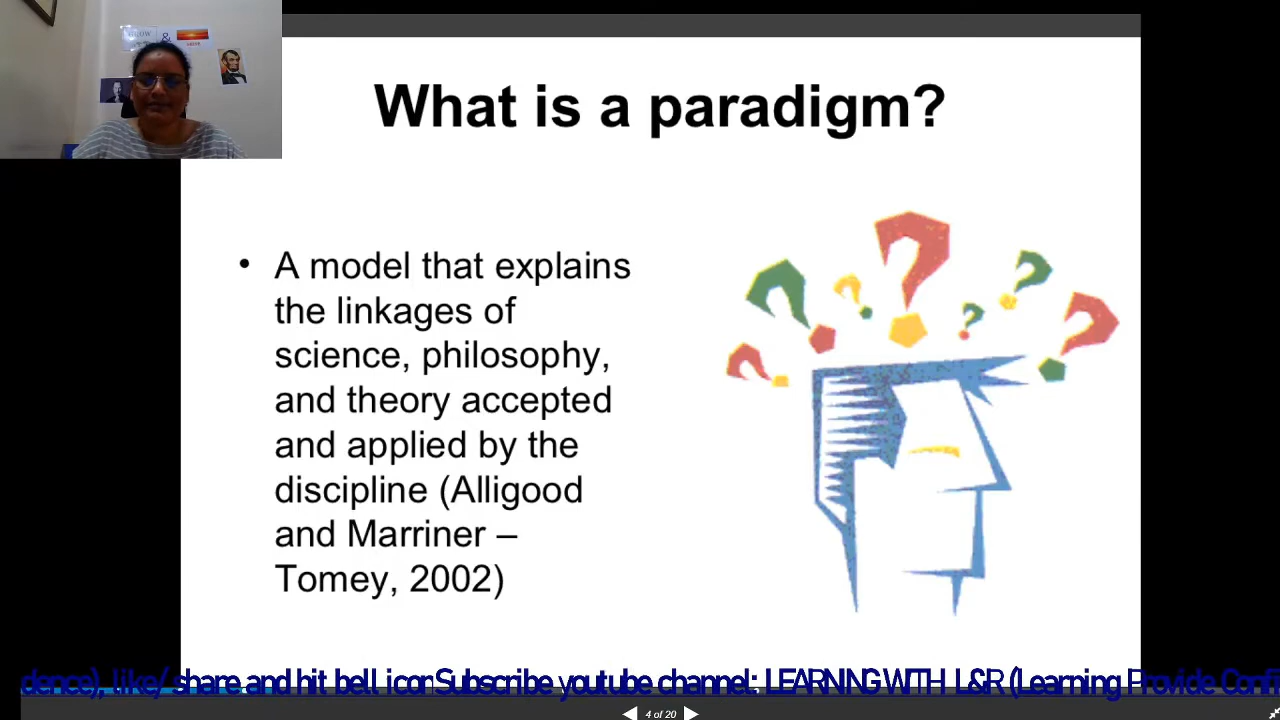 GROW
&
What is a paradigm?
• A model that explains
the linkages of
science, philosophy,
and theory accepted
and applied by the
discipline (Alligood
and Marriner –
Tomey, 2002)
dence), like/ share and hit bell icon Subscribe youtube channel: LEARNING WITH L&R (Learning Provide Confi
4 of 20